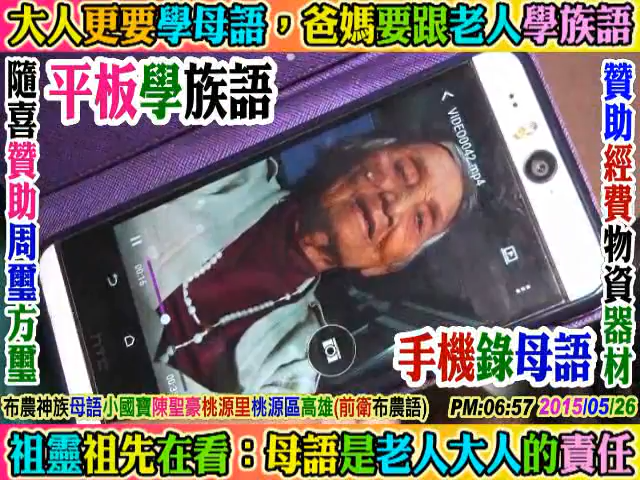 大人更要學母語，爸媽要跟老人學族語
平板學族語
隨喜贊助周璽方璽
贊助經費物資器材
VIDEO0042.mp4
00:16
hTC
手機錄母語
布農神族母語小國寶陳聖豪桃源里桃源區高雄(前衛布農語) PM:06:57 2015/05/26
祖靈祖先在看：母語是老人大人的責任